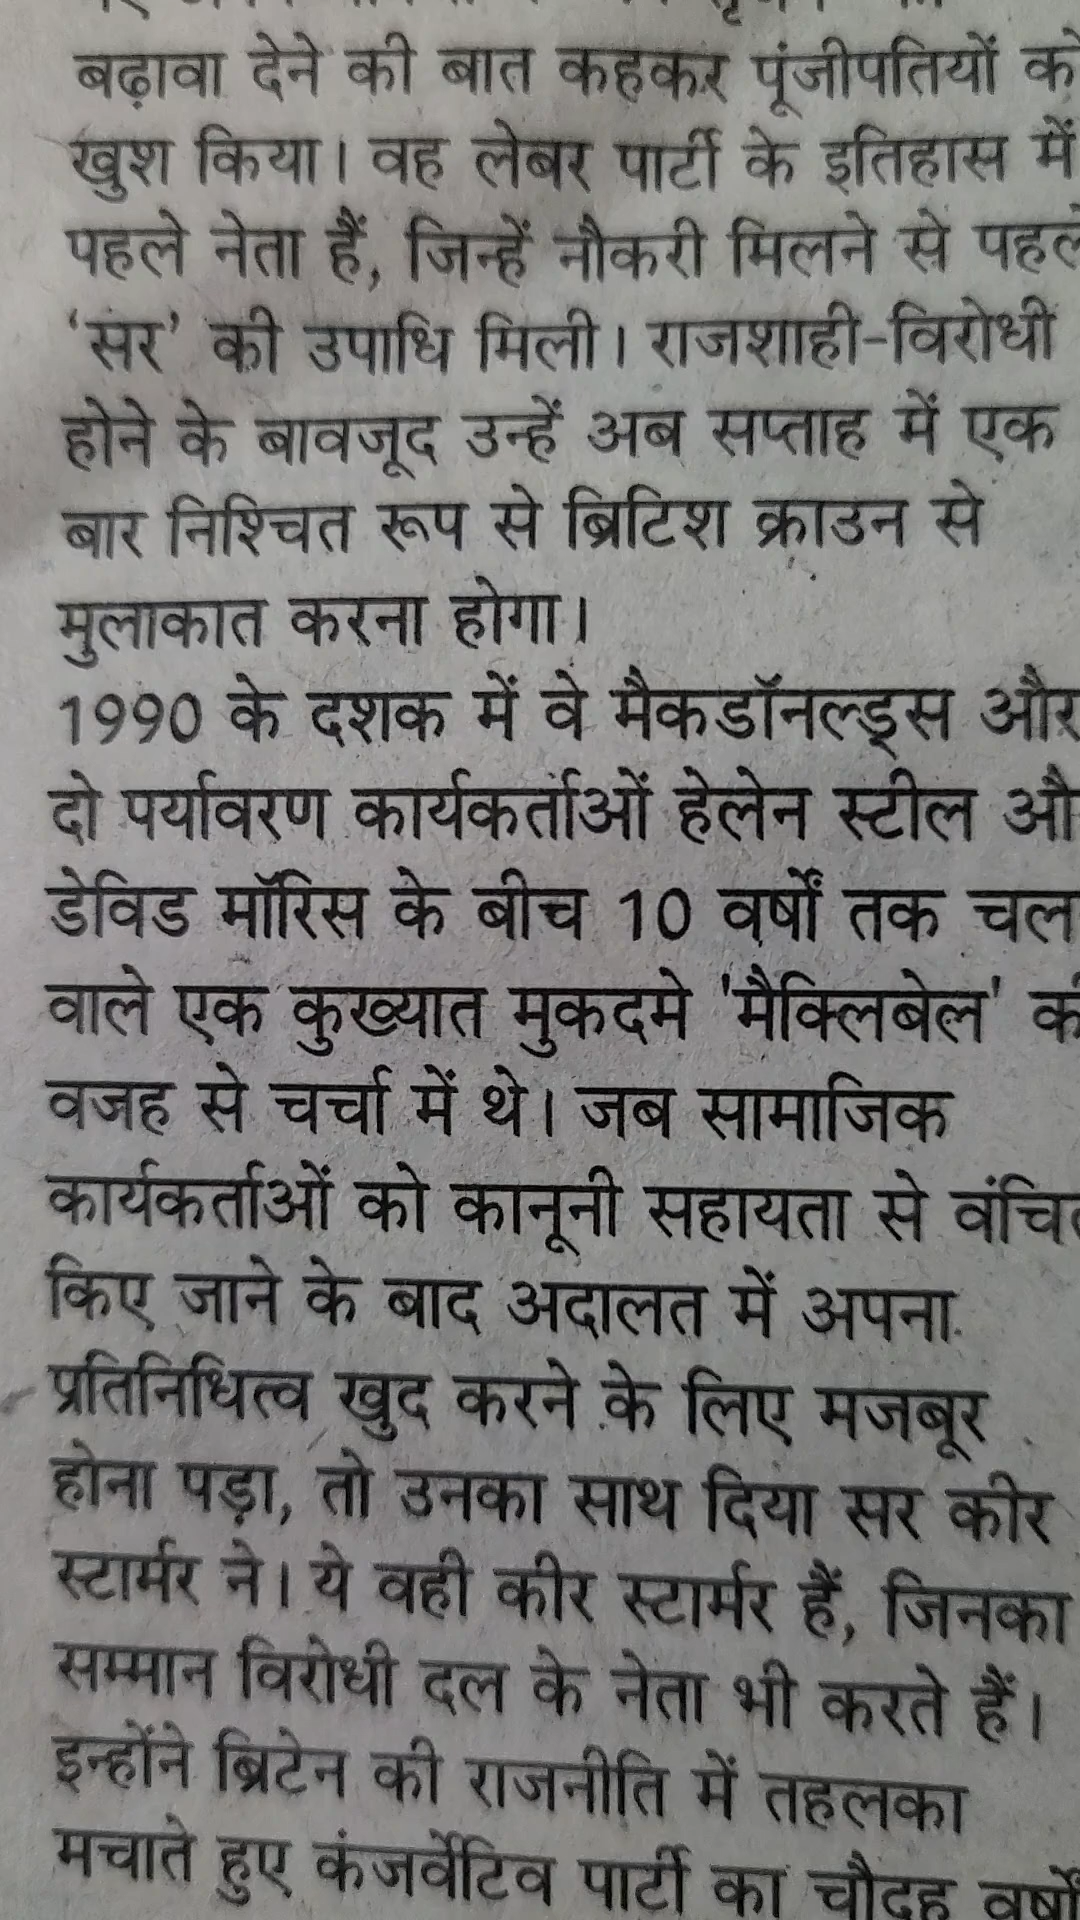 बढ़ावा देने की बात कहकर पूंजीपतियों को
खुश किया। वह लेबर पार्टी के इतिहास में
पहले नेता हैं, जिन्हें नौकरी मिलने से पहले
‘सर’ की उपाधि मिली। राजशाही-विरोधी
होने के बावजूद उन्हें अब सप्ताह में एक
बार निश्चित रूप से ब्रिटिश क्राउन से
मुलाकात करना होगा।
1990 के दशक में वे मैकडॉनल्ड्स और
दो पर्यावरण कार्यकर्ताओं हेलेन स्टील
डेविड मॉरिस के बीच 10 वर्षों तक
वाले एक कुख्यात मुकदमे 'मैक्लिबेल' की
वजह से चर्चा में थे। जब सामाजिक
कार्यकर्ताओं को कानूनी सहायता से वंचित
किए जाने के बाद अदालत में अपना
प्रतिनिधित्व खुद करने के लिए मजबूर
होना पड़ा, तो उनका साथ दिया सर कीर
स्टार्मर ने। ये वही कीर स्टार्मर हैं, जिनका
सम्मान विरोधी दल के नेता भी करते हैं।
इन्होंने ब्रिटेन की राजनीति में तहलका
मचाते हुए कंजर्वेटिव पार्टी का चौदह वर्षों